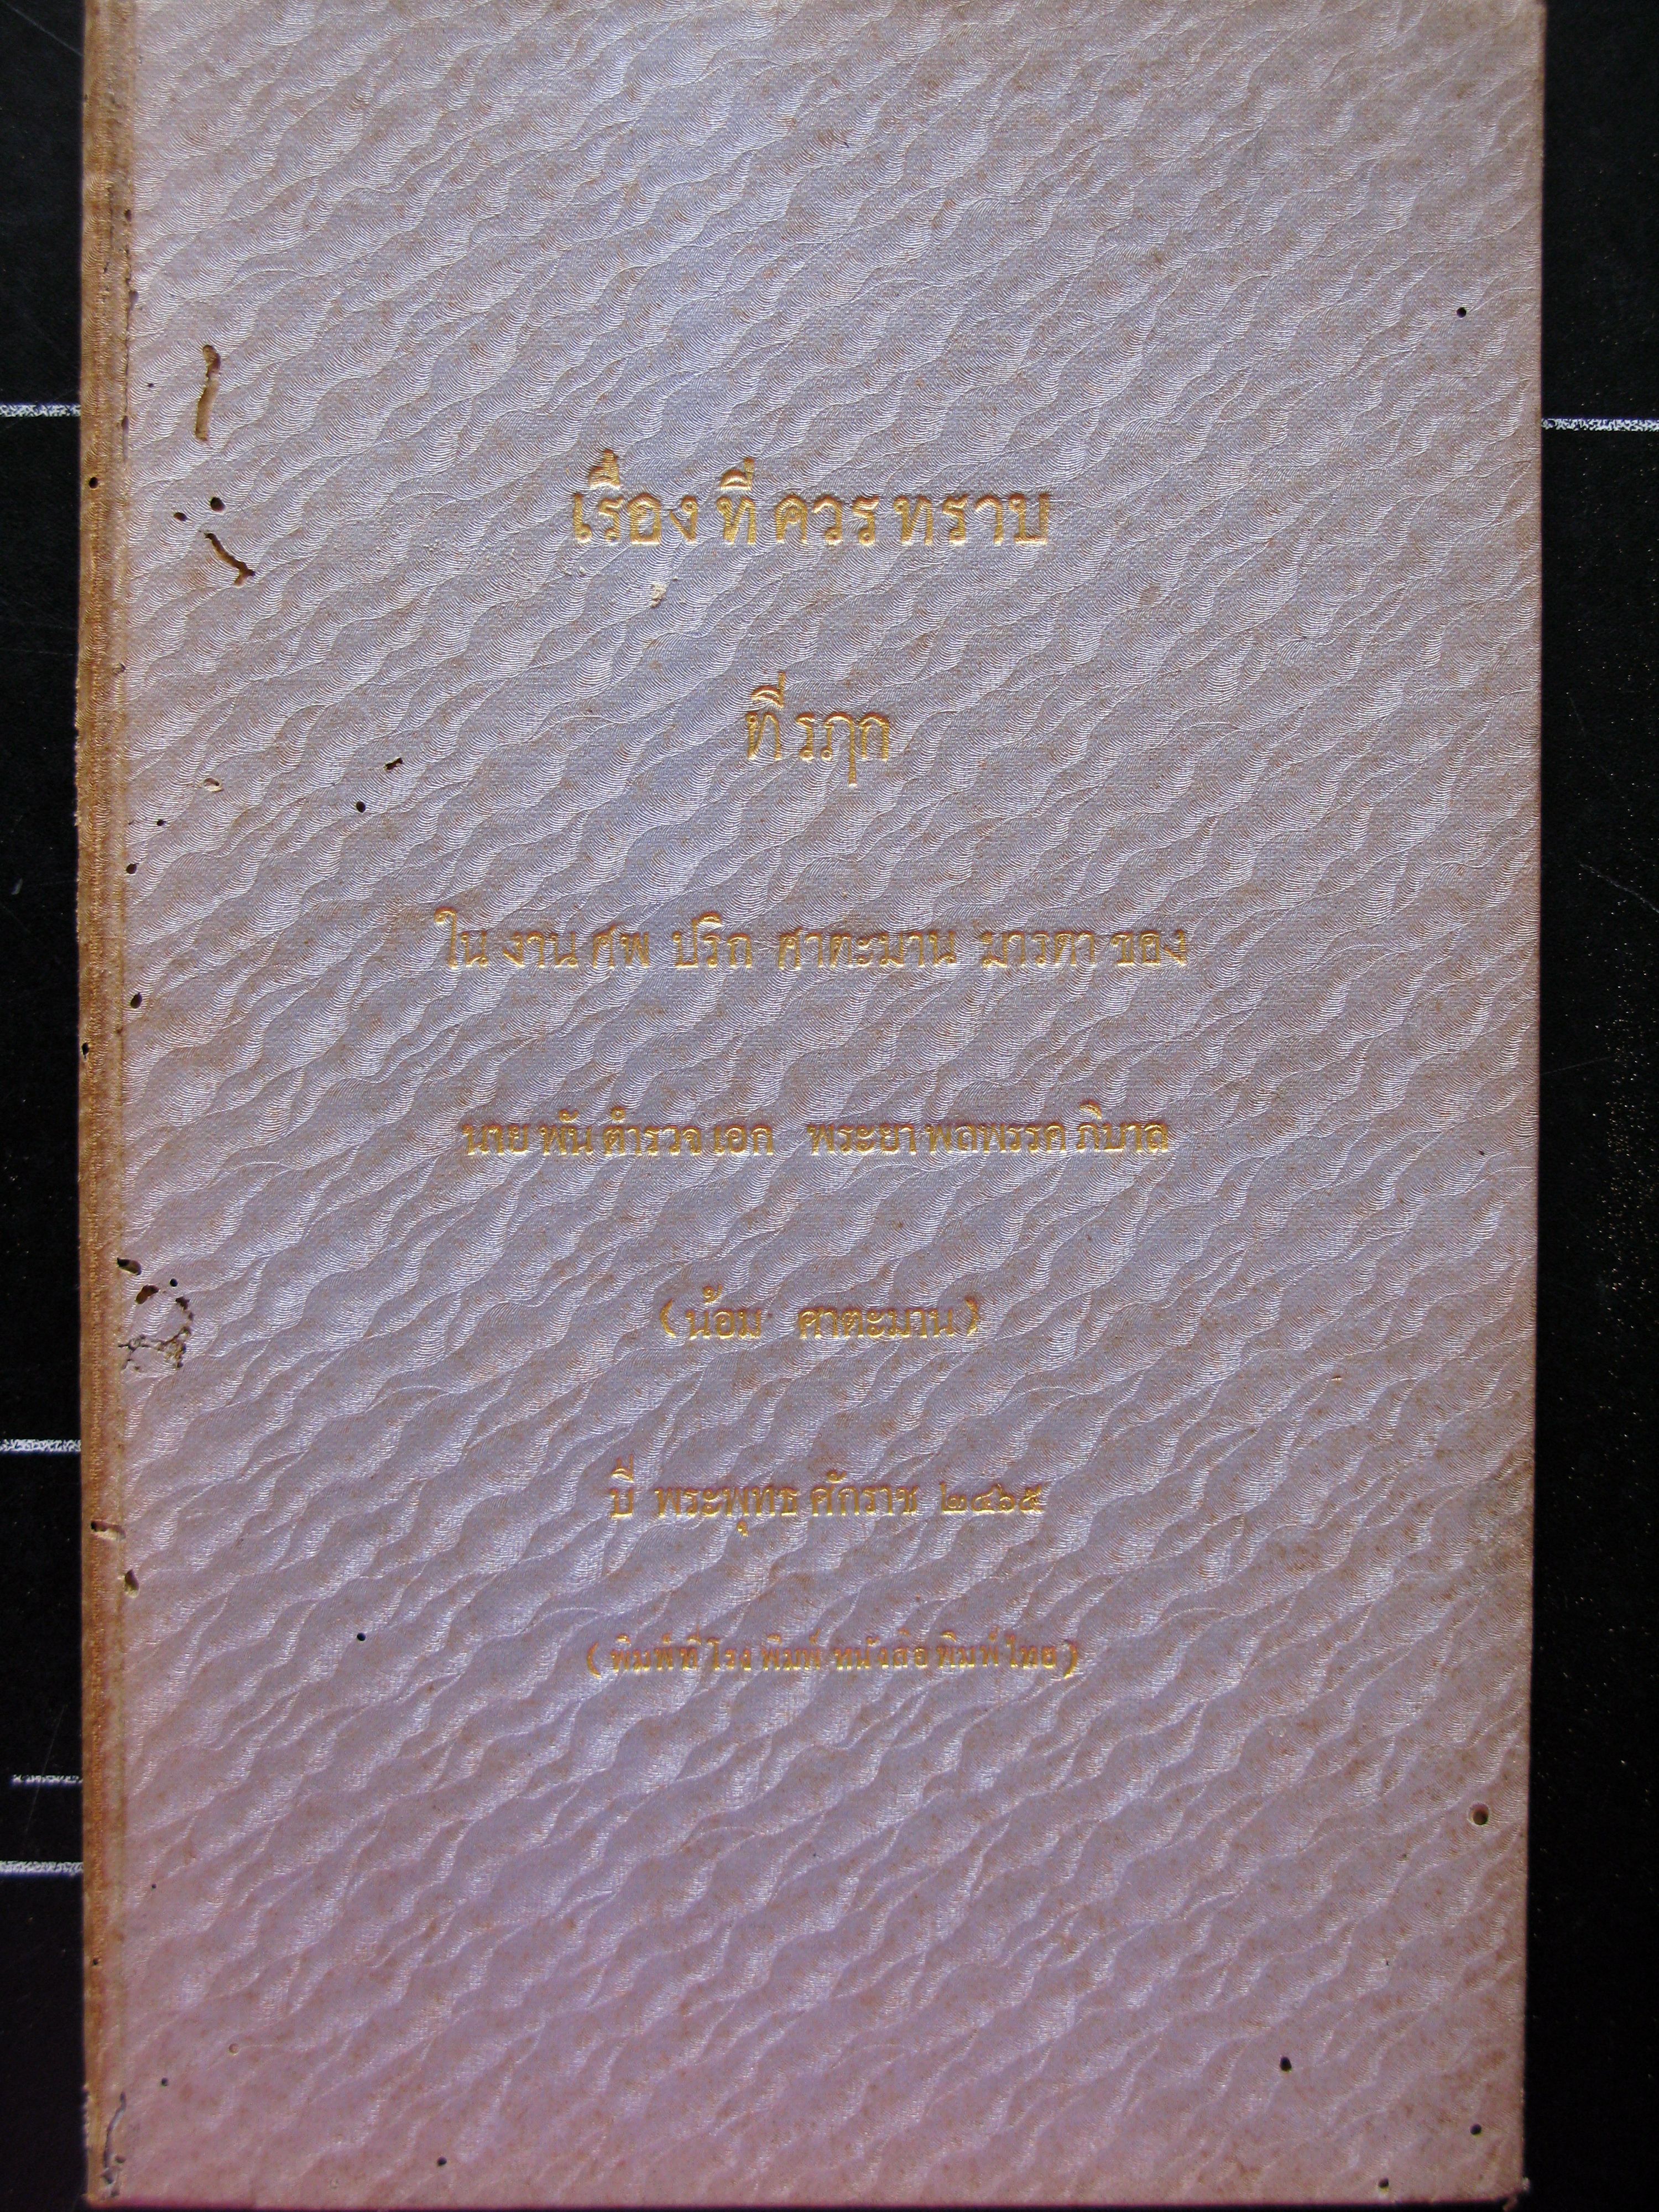 เรื่องที่ควรทราบ
ที่รฦก
ในงานศพ ปริก ศาตะมาน มารดาของ
นายพันตำรวจเอก พระยาพลพรรคภิบาล
(น้อม ศาตะมาน)
ปี พระพุทธศักราช ๒๔๖๕
(พิมพ์ที่โรงพิมพ์หนังสือพิมพ์ไทย)